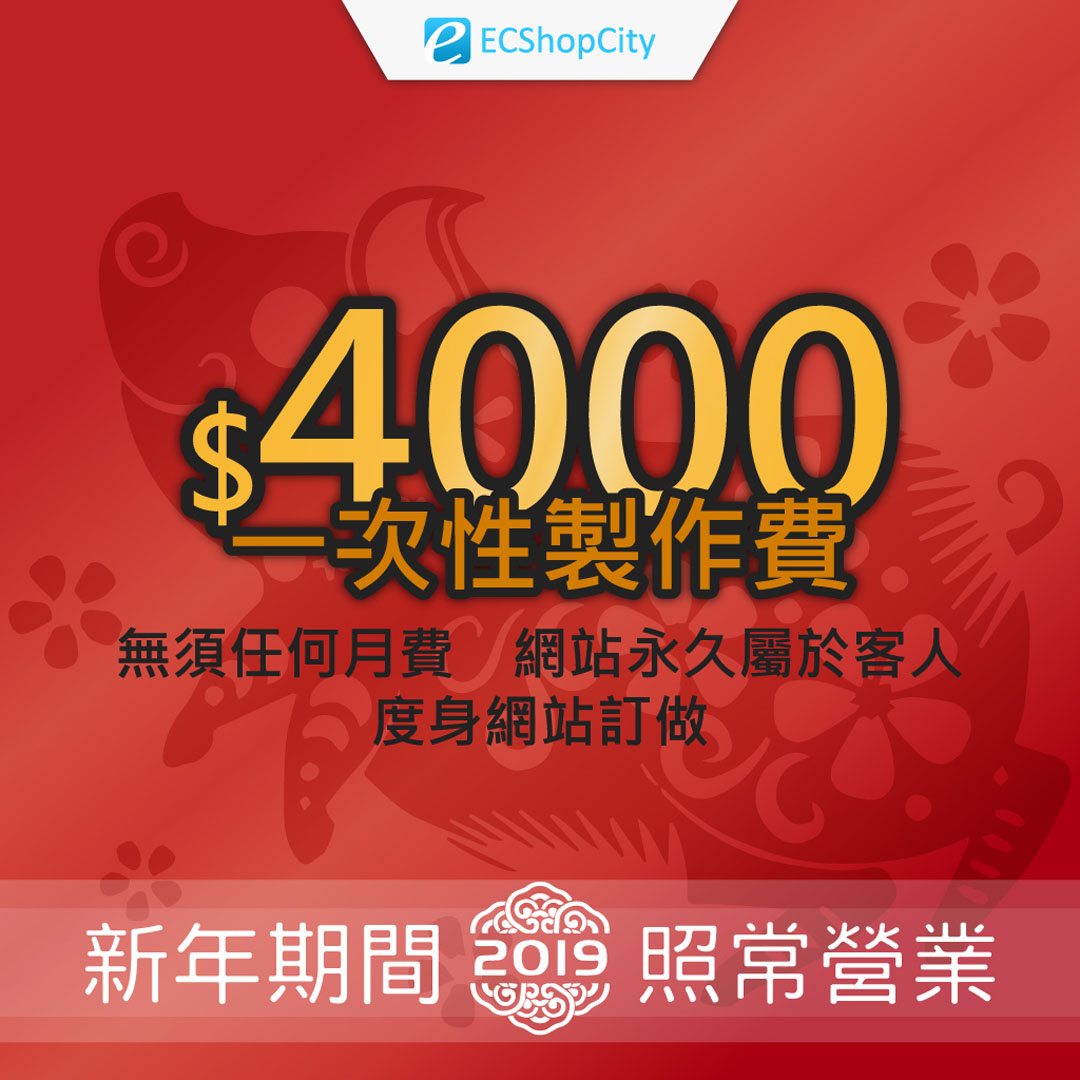 ECShopCity
$4000
一次性製作費
無須任何月費 網站永久屬於客人
度身網站訂做
新年期間 2019 照常營業